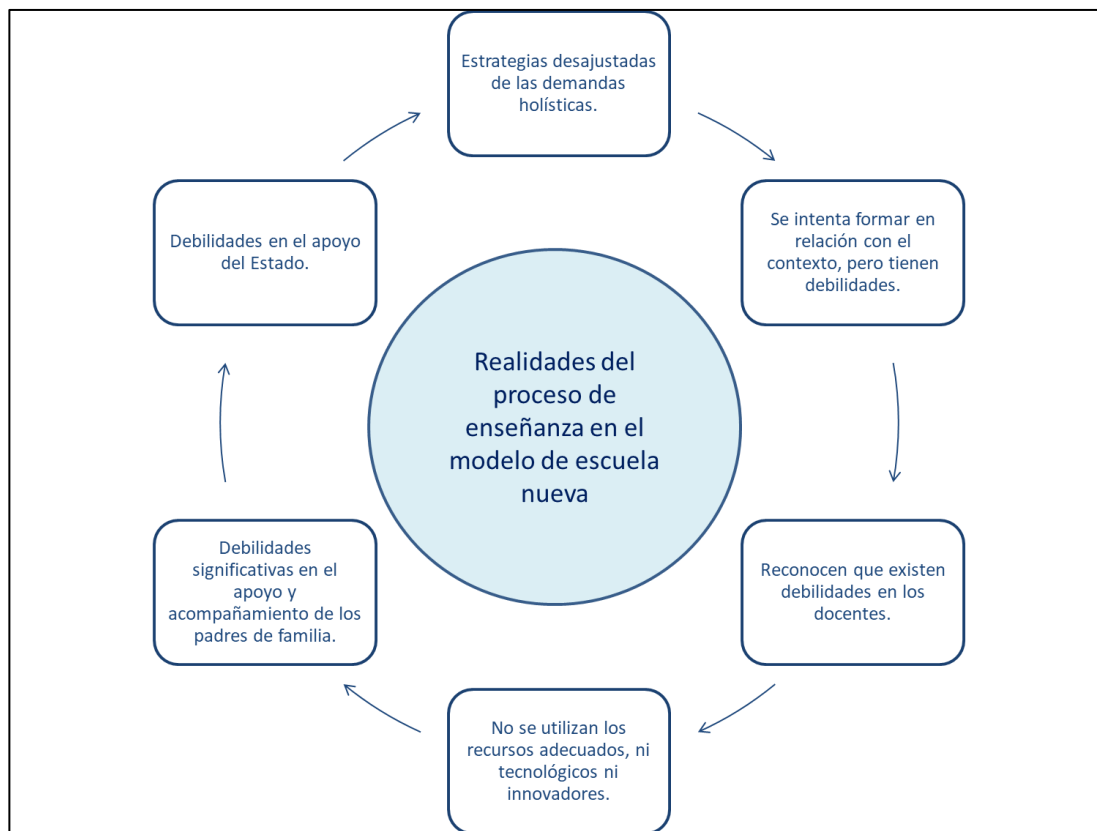 Estrategias desajustadas
de las demandas
holísticas.
Se intenta formar en
relación con el
contexto, pero tienen
debilidades.
Reconocen que existen
debilidades en los
docentes.
No se utilizan los
recursos adecuados, ni
tecnológicos ni
innovadores.
Debilidades
significativas en el
apoyo y
acompañamiento de los
padres de familia.
Debilidades en el apoyo
del Estado.
Realidades del
proceso de
enseñanza en el
modelo de escuela
nueva